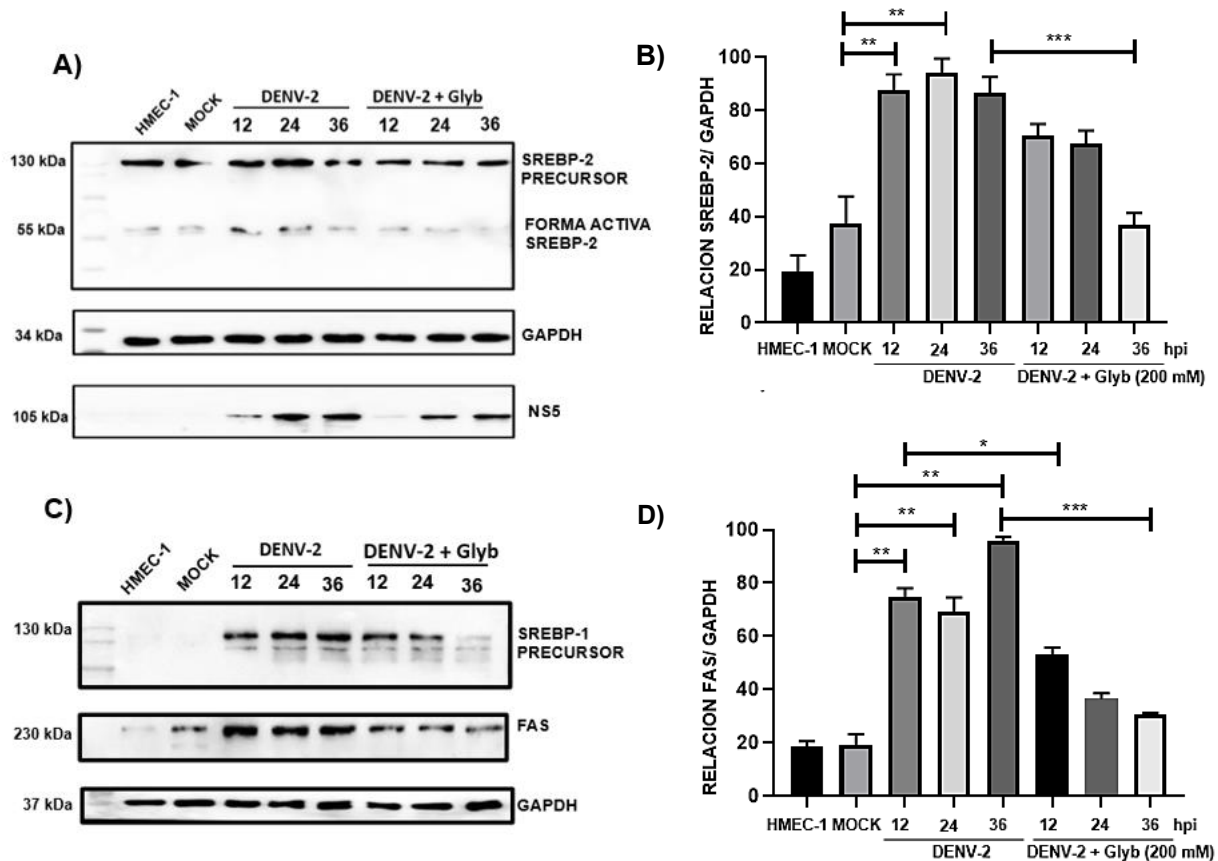 A)
HMEC-1
MOCK
DENV-2
DENV-2 + Glyb
12 24 36 12 24 36
130 kDa
SREBP-2
PRECURSOR
55 kDa
FORMA ACTIVA
SREBP-2
34 kDa
GAPDH
105 kDa
NS5
B)
RELACION SREBP-2/ GAPDH
100
80
60
40
20
0
**
**
***
HMEC-1 MOCK 12 24 36 12 24 36 hpi
DENV-2 DENV-2 + Glyb (200 mM)
C)
HMEC-1
MOCK
DENV-2
DENV-2 + Glyb
12 24 36 12 24 36
130 kDa
SREBP-1
PRECURSOR
230 kDa
FAS
37 kDa
GAPDH
D)
RELACION FAS/ GAPDH
100
80
60
40
20
0
*
**
**
**
***
HMEC-1 MOCK 12 24 36 12 24 36 hpi
DENV-2 DENV-2 + Glyb (200 mM)